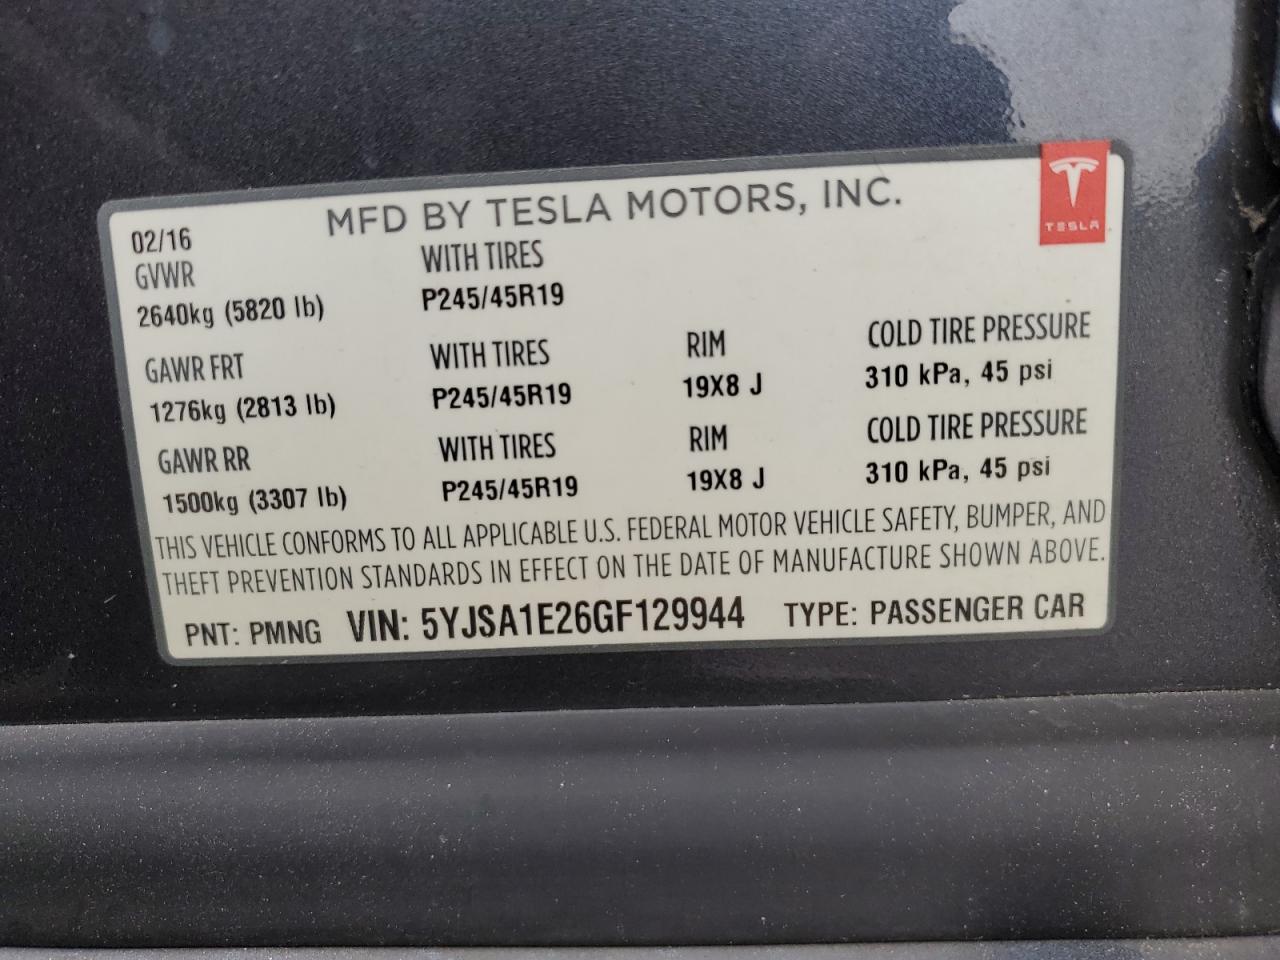 MFD BY TESLA MOTORS, INC.
TESLA
02/16
GVWR WITH TIRES
2640kg (5820 lb) P245/45R19
GAWR FRT WITH TIRES RIM COLD TIRE PRESSURE
1276kg (2813 lb) P245/45R19 19X8 J 310 kPa, 45 psi
GAWR RR WITH TIRES RIM COLD TIRE PRESSURE
1500kg (3307 lb) P245/45R19 19X8 J 310 kPa, 45 psi
THIS VEHICLE CONFORMS TO ALL APPLICABLE U.S. FEDERAL MOTOR VEHICLE SAFETY, BUMPER, AND
THEFT PREVENTION STANDARDS IN EFFECT ON THE DATE OF MANUFACTURE SHOWN ABOVE.
PNT: PMNG VIN: 5YJSA1E26GF129944 TYPE: PASSENGER CAR